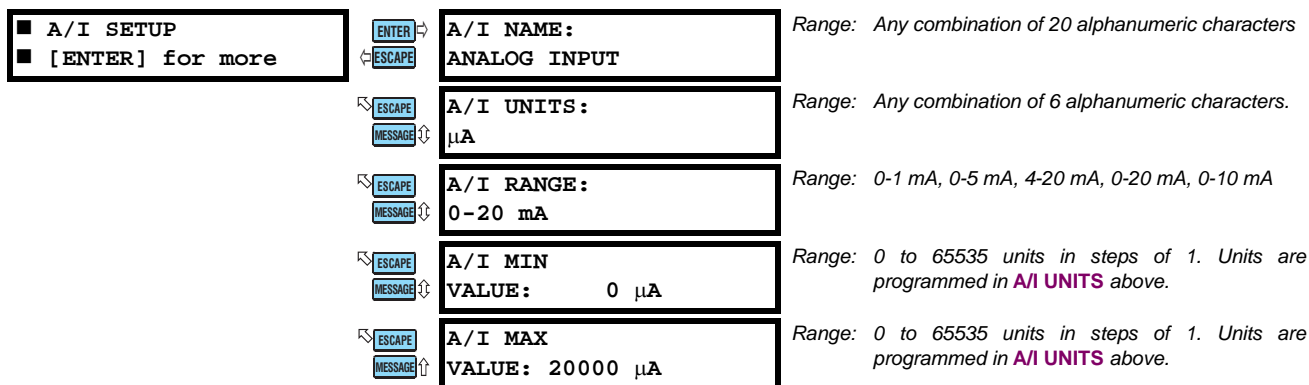 ■ A/I SETUP
■ [ENTER] for more
ENTER
ESCAPE
A/I NAME:
ANALOG INPUT
Range: Any combination of 20 alphanumeric characters
ESCAPE
MESSAGE
A/I UNITS:
µA
Range: Any combination of 6 alphanumeric characters.
ESCAPE
MESSAGE
A/I RANGE:
0-20 mA
Range: 0-1 mA, 0-5 mA, 4-20 mA, 0-20 mA, 0-10 mA
ESCAPE
MESSAGE
A/I MIN
VALUE: 0 µA
Range: 0 to 65535 units in steps of 1. Units are
programmed in A/I UNITS above.
ESCAPE
MESSAGE
A/I MAX
VALUE: 20000 µA
Range: 0 to 65535 units in steps of 1. Units are
programmed in A/I UNITS above.